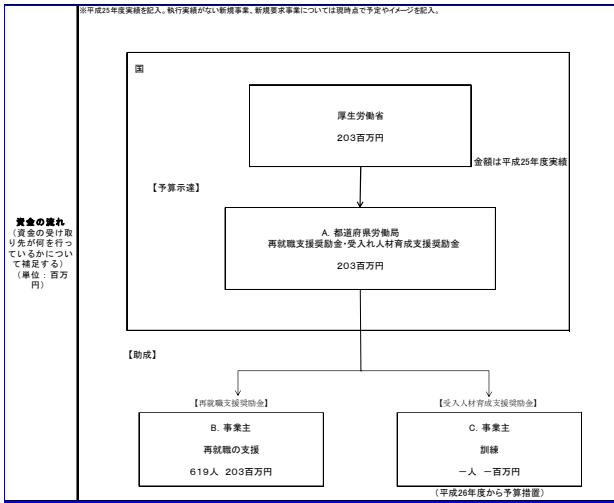 ※平成25年度実績を記入。執行実績がない新規事業、新規要求事業については現時点で予定やイメージを記入。
資金の流れ
（資金の受け取
り先が何を行っ
ているかについ
て補足する）
（単位：百万
円）
国
厚生労働省
203百万円
金額は平成25年度実績
【予算示達】
A. 都道府県労働局
再就職支援奨励金・受入れ人材育成支援奨励金
203百万円
【助成】
【再就職支援奨励金】
B. 事業主
再就職の支援
619人 203百万円
【受入人材育成支援奨励金】
C. 事業主
訓練
－人 －百万円
（平成26年度から予算措置）